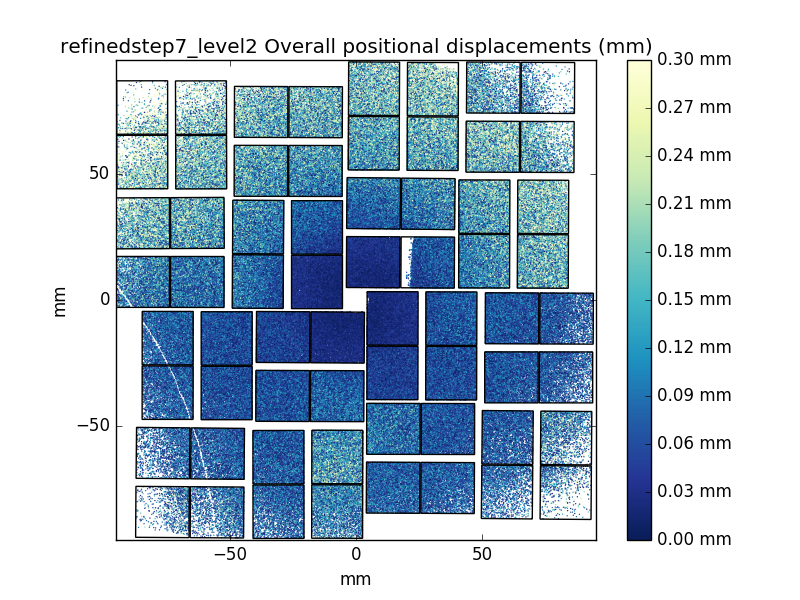 refinedstep7_level2 Overall positional displacements (mm)
0.30 mm
0.27 mm
0.24 mm
0.21 mm
0.18 mm
0.15 mm
0.12 mm
0.09 mm
0.06 mm
0.03 mm
0.00 mm
50
0
−50
mm
−50 0 50
mm